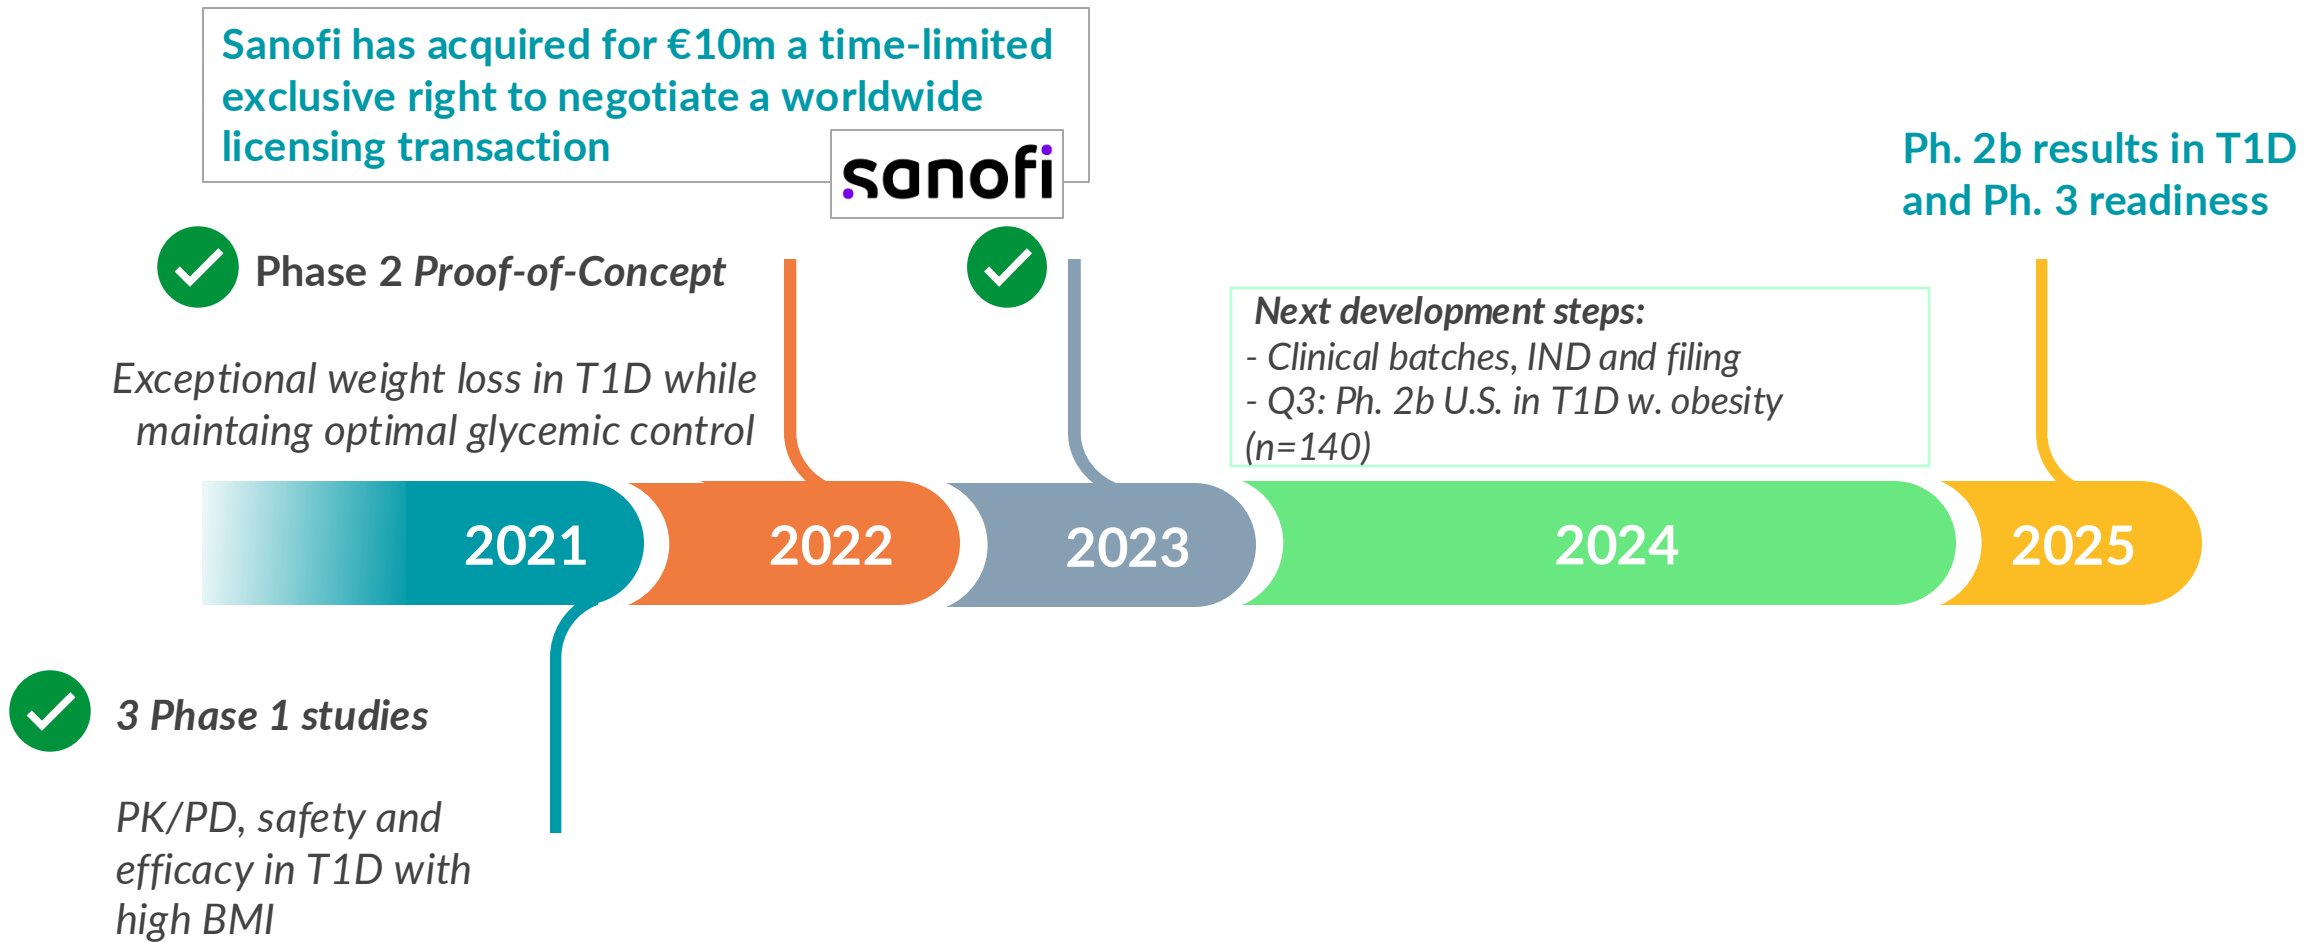 Sanofi has acquired for €10m a time-limited
exclusive right to negotiate a worldwide
licensing transaction
sanofi
Ph. 2b results in T1D
and Ph. 3 readiness
Phase 2 Proof-of-Concept
Exceptional weight loss in T1D while
maintaing optimal glycemic control
Next development steps:
- Clinical batches, IND and filing
- Q3: Ph. 2b U.S. in T1D w. obesity
(n=140)
2021
2022
2023
2024
2025
3 Phase 1 studies
PK/PD, safety and
efficacy in T1D with
high BMI